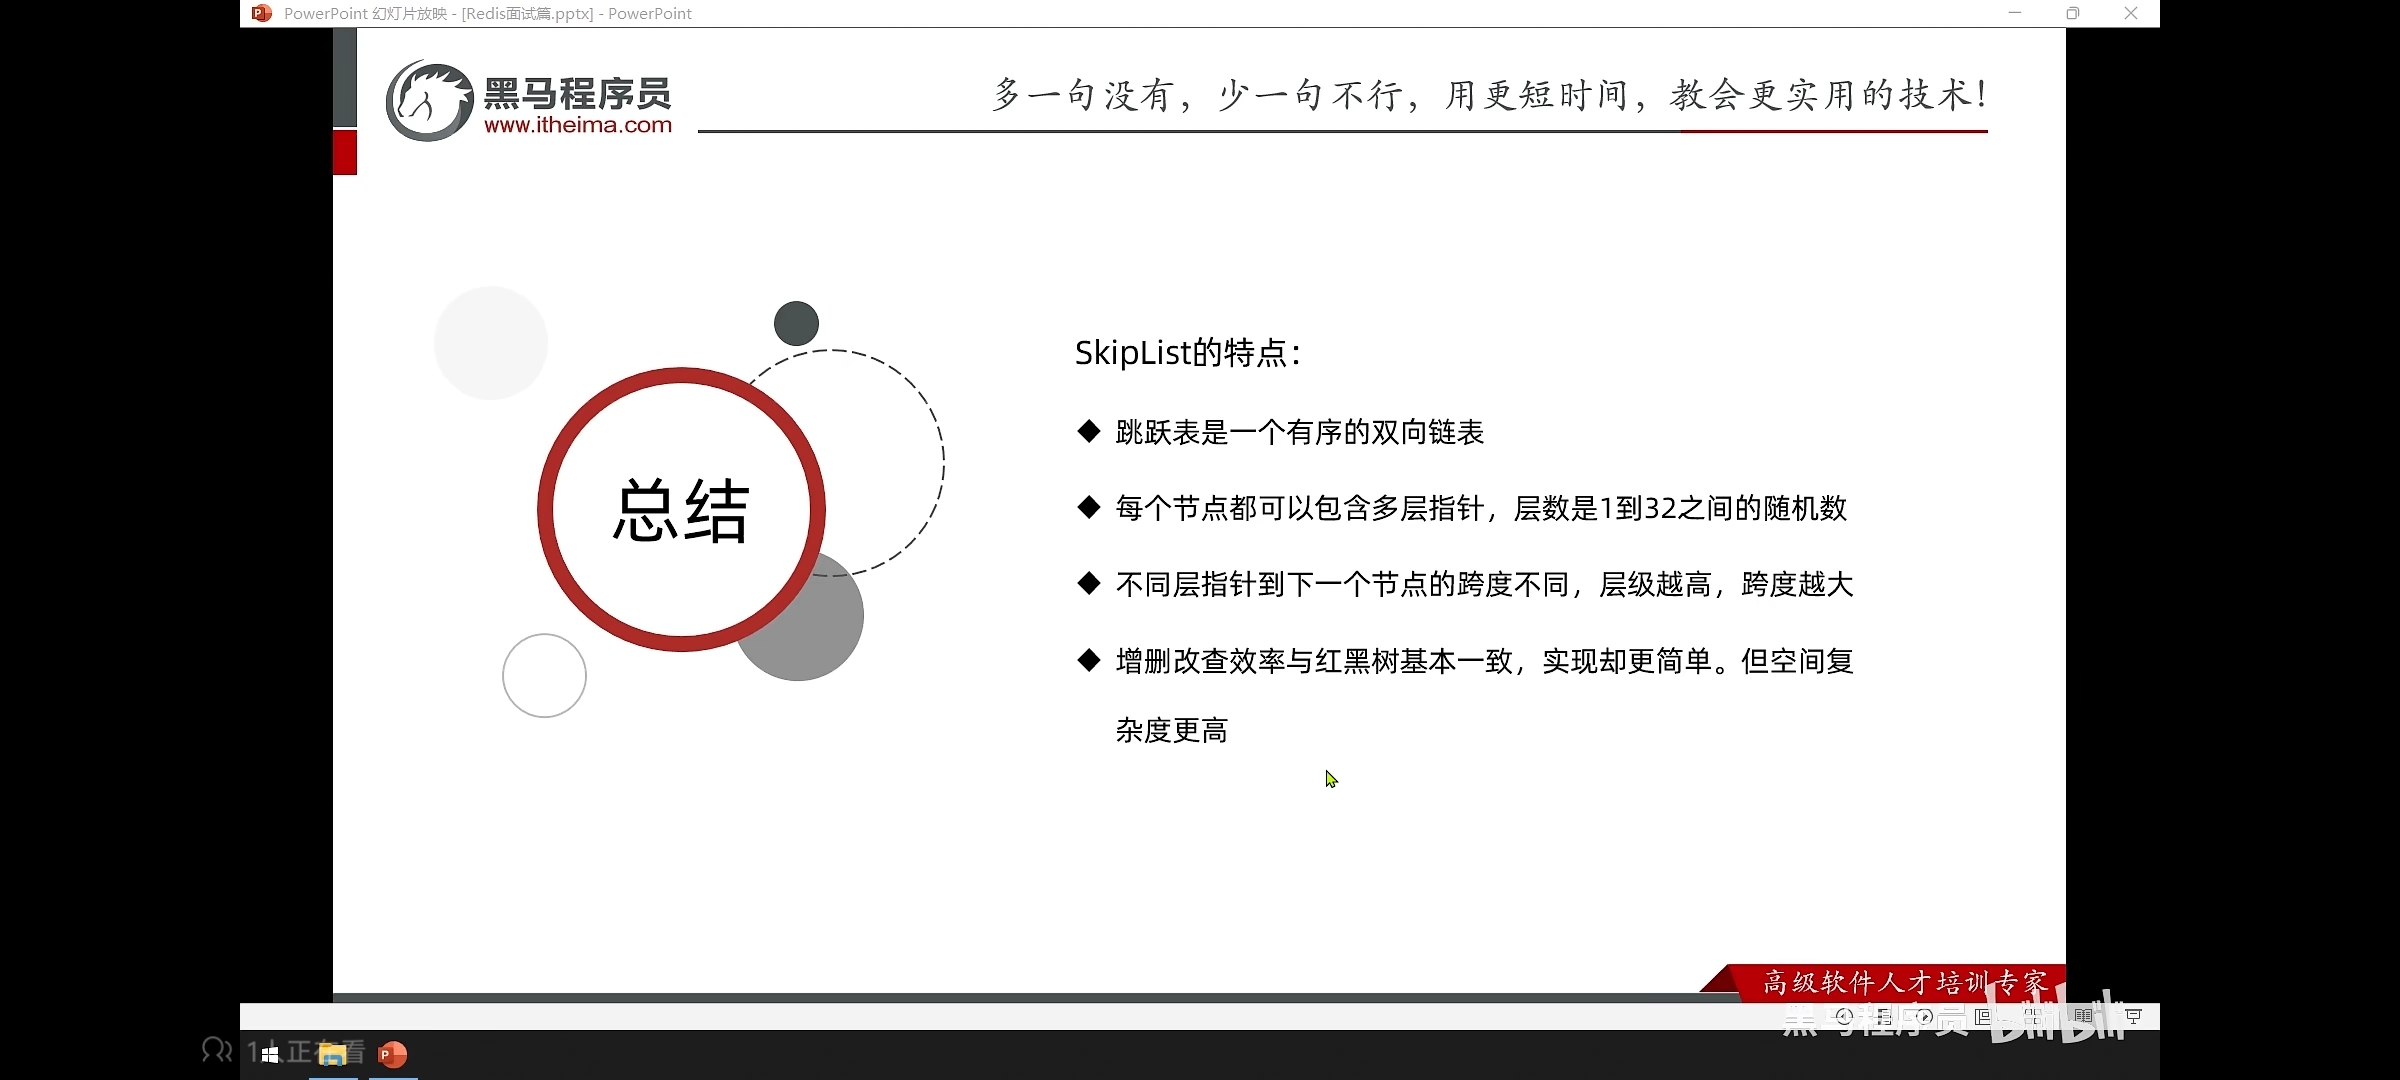 PowerPoint 幻灯片放映 - [Redis面试篇.pptx] - PowerPoint
黑马程序员
www.itheima.com
多一句没有，少一句不行，用更短时间，教会更实用的技术！
总结
SkipList的特点：
跳跃表是一个有序的双向链表
每个节点都可以包含多层指针，层数是1到32之间的随机数
不同层指针到下一个节点的跨度不同，层级越高，跨度越大
增删改查效率与红黑树基本一致，实现却更简单。但空间复
杂度更高
高级软件人才培训专家
黑马程序员 bilibili
1人正在看